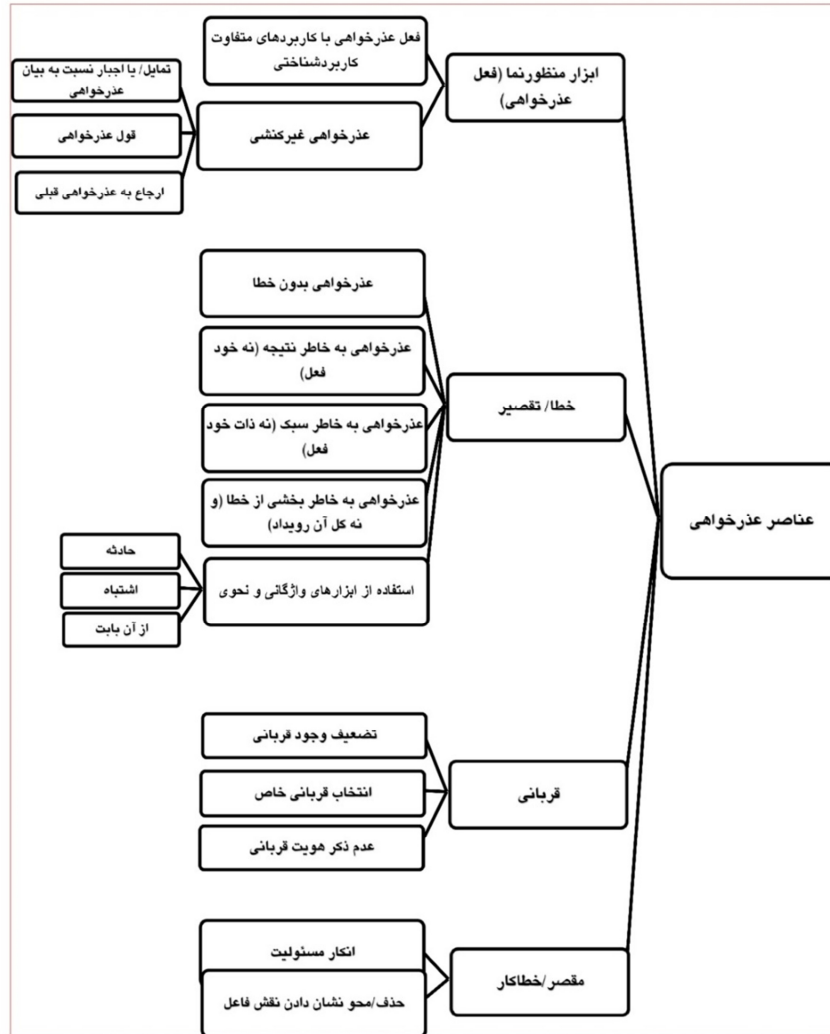 عناصر عذرخواهی
ابزار منظورنما (فعل
عذرخواهی)
فعل عذرخواهی با کاربردهای متفاوت
کاربردشناختی
عذرخواهی غیرکنشی
تمایل/ یا اجبار نسبت به بیان
عذرخواهی
قول عذرخواهی
ارجاع به عذرخواهی قبلی
خطا/ تقصیر
عذرخواهی بدون خطا
عذرخواهی به خاطر نتیجه (نه خود
فعل)
عذرخواهی به خاطر سبک (نه ذات خود
فعل)
عذرخواهی به خاطر بخشی از خطا (و
نه کل آن رویداد)
استفاده از ابزارهای واژگانی و نحوی
حادثه
اشتباه
از آن بابت
قربانی
تضعیف وجود قربانی
انتخاب قربانی خاص
عدم ذکر هویت قربانی
مقصر/خطاکار
انکار مسئولیت
حذف/محو نشان دادن نقش فاعل